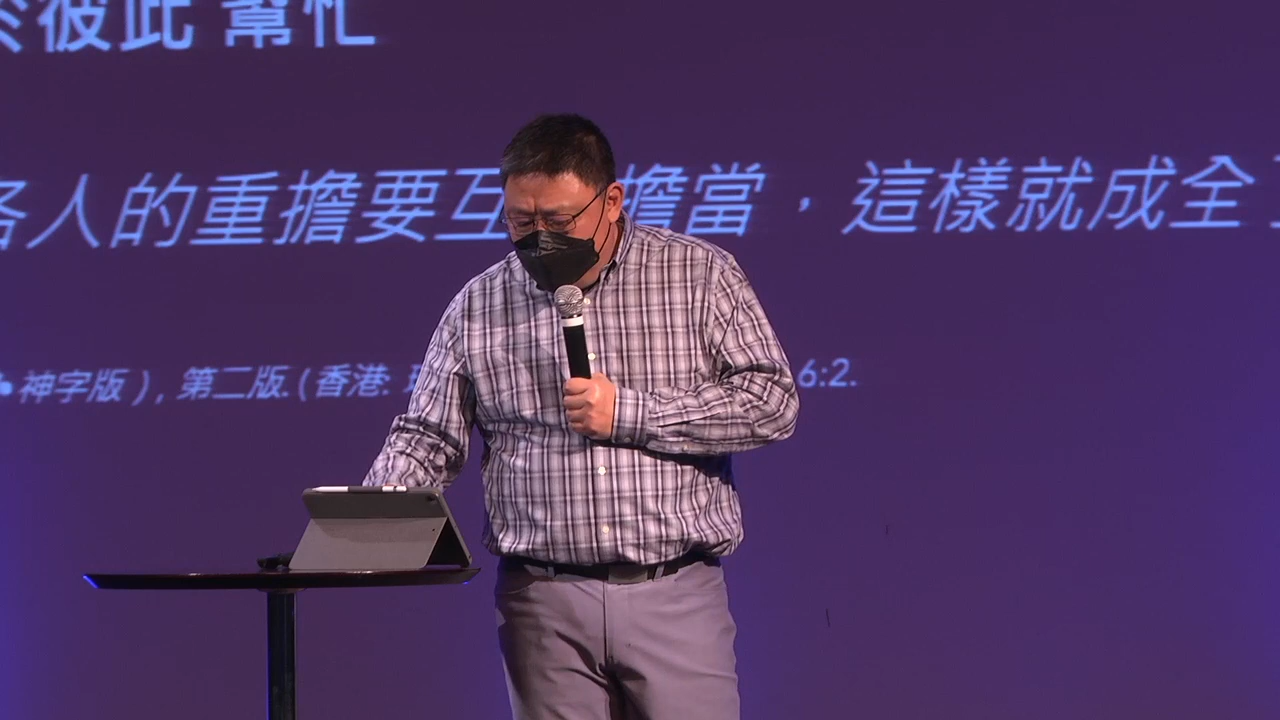 於彼此 幫忙
各人的重擔要互 擔當，這樣就成全
神字版 ) , 第二版. ( 香港: 6:2.